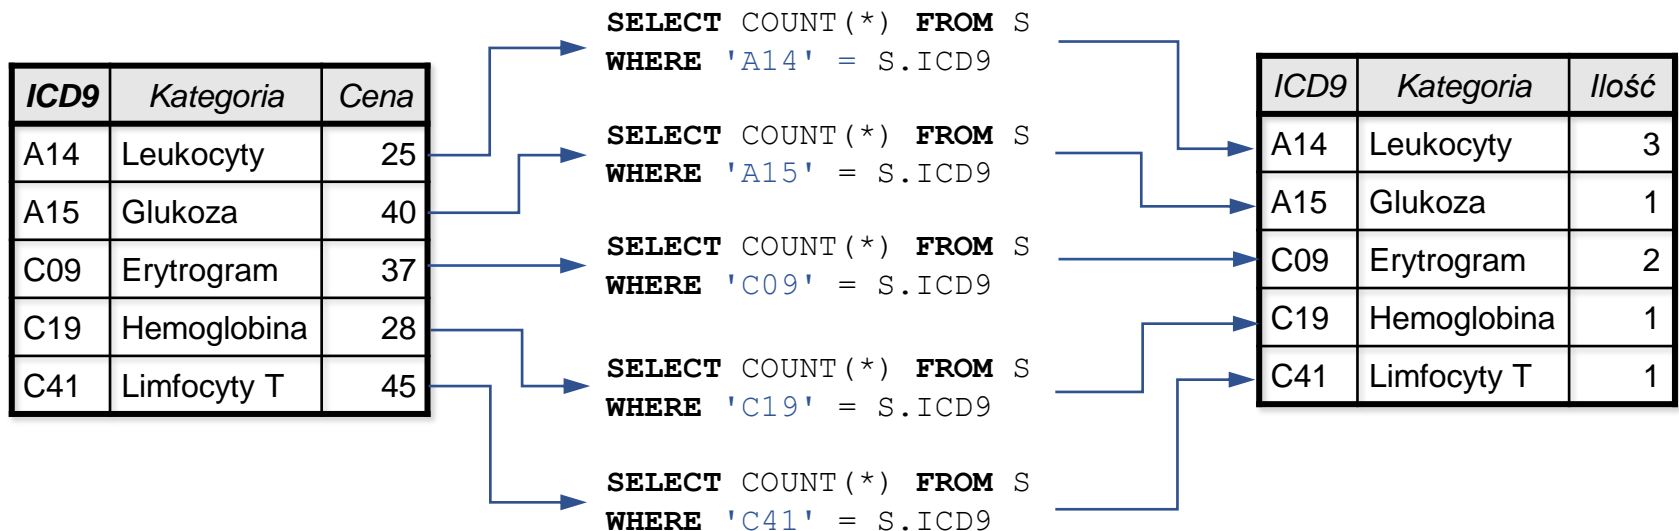 ICD9 Kategoria Cena
A14 Leukocyty 25
A15 Glukoza 40
C09 Erytrogram 37
C19 Hemoglobina 28
C41 Limfocyty T 45
SELECT COUNT(*) FROM S
WHERE 'A14' = S.ICD9
SELECT COUNT(*) FROM S
WHERE 'A15' = S.ICD9
SELECT COUNT(*) FROM S
WHERE 'C09' = S.ICD9
SELECT COUNT(*) FROM S
WHERE 'C19' = S.ICD9
SELECT COUNT(*) FROM S
WHERE 'C41' = S.ICD9
ICD9 Kategoria Ilość
A14 Leukocyty 3
A15 Glukoza 1
C09 Erytrogram 2
C19 Hemoglobina 1
C41 Limfocyty T 1